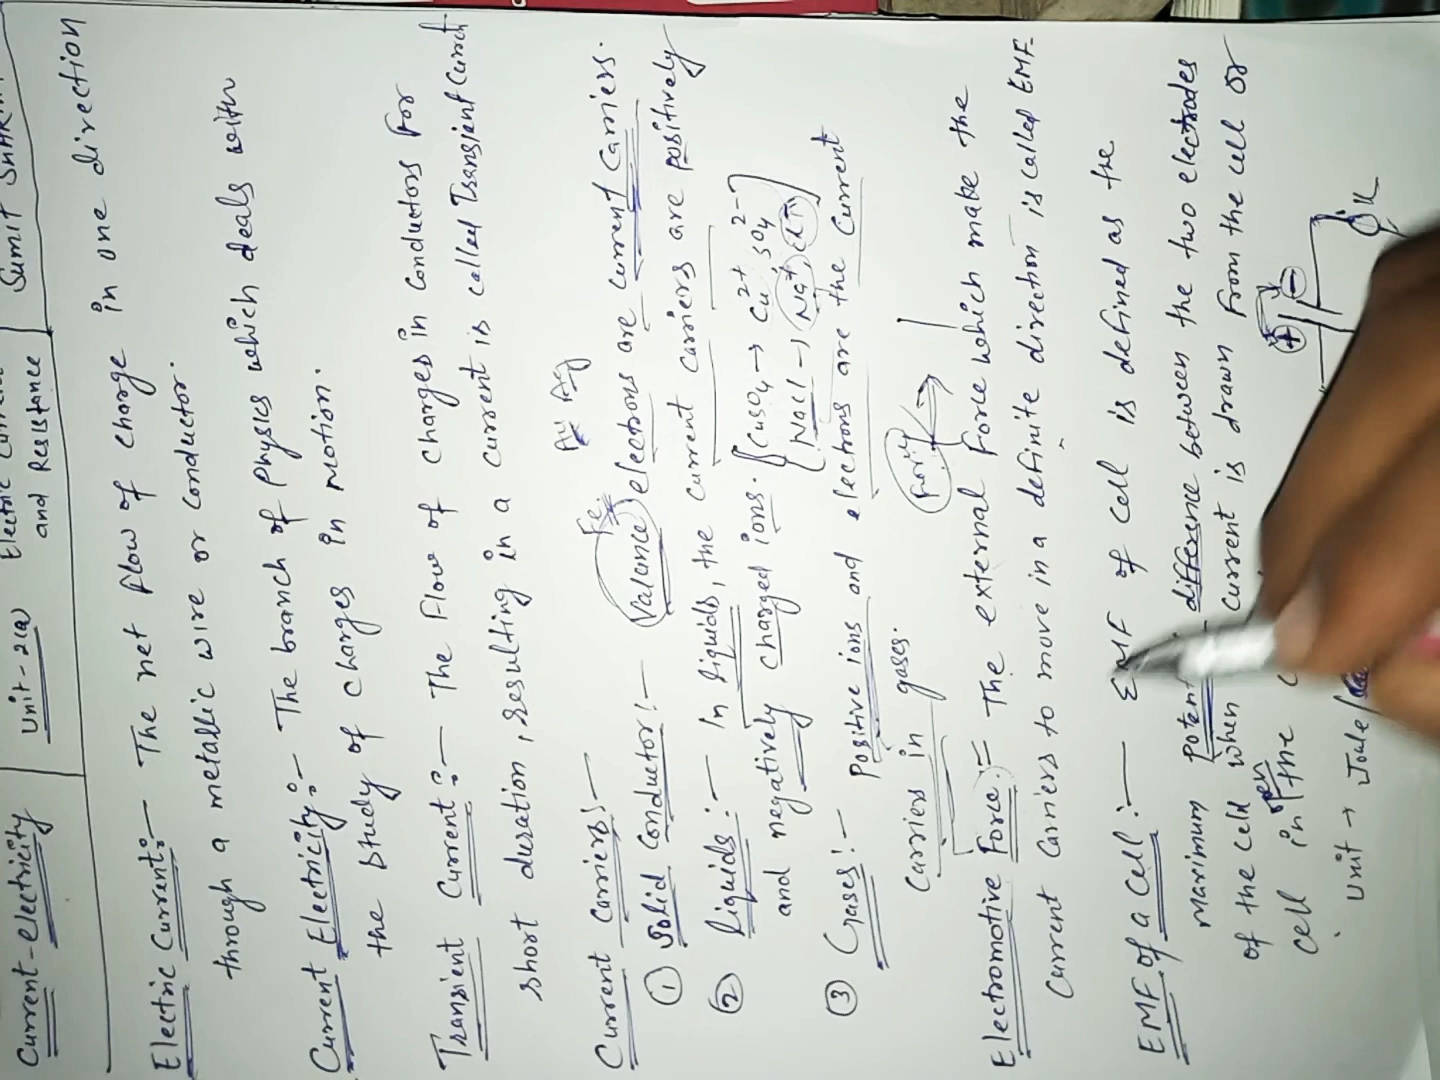 Current-electricity Unit-2(a) Electric Current Sumit
and Resistance
Electric Current:- The net flow of charge in one direction
through a metallic wire or conductor.
Current Electricity:- The branch of Physics which deals with
the study of charges in motion.
Transient Current:- The flow of charges in conductors for
short duration, resulting in a current is called Transient Current
Current Carriers:-
Fe Au Ag
① Solid Conductor:- Valance electrons are current Carriers.
② Liquids:- In liquids, the current carriers are positively
and negatively charged ions. {CuSO4 → Cu2+ SO4 2-
NaCl → Na+ Cl-}
③ Gases:- Positive ions and electrons are the current
Carriers in gases.
Electromotive Force:- The external force which make the
Current Carriers to move in a definite direction is called EMF.
EMF of a Cell:- EMF of cell is defined as the
maximum difference between the two electrodes
of the cell when current is drawn from the cell or
cell in the open
+ -
K
Unit → Joule/